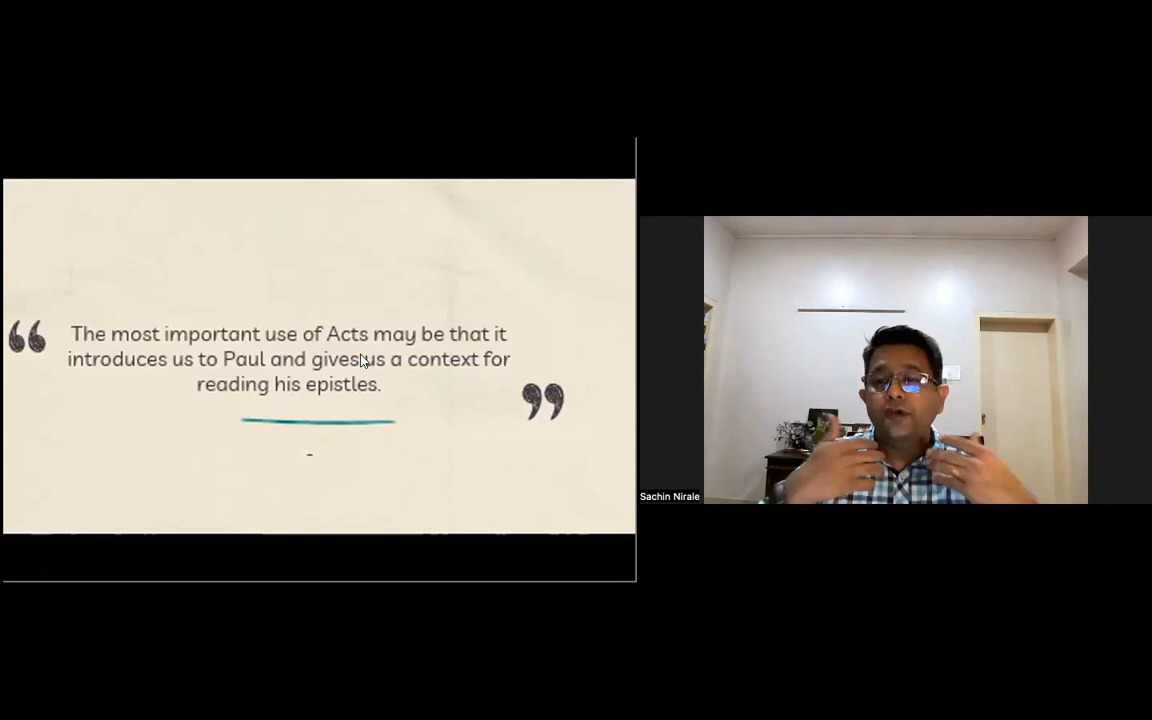 “ The most important use of Acts may be that it
introduces us to Paul and gives us a context for
reading his epistles. ”
-
Sachin Nirale